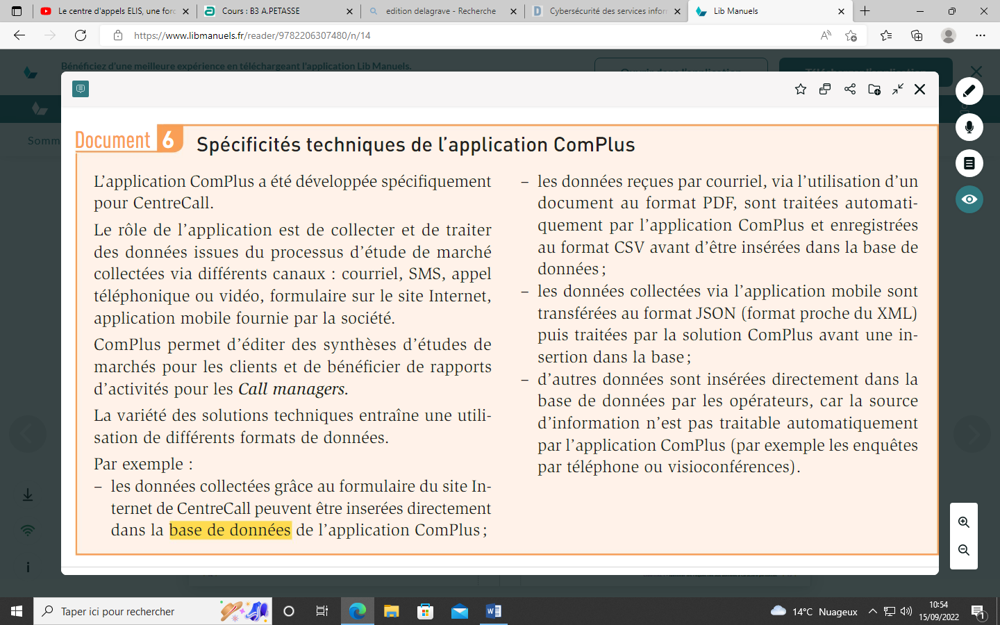 Le centre d'appels ELIS, une forc
Cours : B3 A.PETASSE
edition delagrave - Recherche
Cybersécurité des services inforn
Lib Manuels
https://www.libmanuels.fr/reader/9782206307480/n/14
Bénéficiez d'une meilleure expérience en téléchargeant l'application Lib Manuels.
Somm
Document 6
Spécificités techniques de l'application ComPlus
L'application ComPlus a été développée spécifiquement
pour CentreCall.
Le rôle de l'application est de collecter et de traiter
des données issues du processus d'étude de marché
collectées via différents canaux : courriel, SMS, appel
téléphonique ou vidéo, formulaire sur le site Internet,
application mobile fournie par la société.
ComPlus permet d'éditer des synthèses d'études de
marchés pour les clients et de bénéficier de rapports
d'activités pour les Call managers.
La variété des solutions techniques entraîne une utili-
sation de différents formats de données.
Par exemple :
– les données collectées grâce au formulaire du site In-
ternet de CentreCall peuvent être inserées directement
dans la base de données de l'application ComPlus ;
– les données reçues par courriel, via l'utilisation d'un
document au format PDF, sont traitées automati-
quement par l'application ComPlus et enregistrées
au format CSV avant d'être insérées dans la base de
données ;
– les données collectées via l'application mobile sont
transférées au format JSON (format proche du XML)
puis traitées par la solution ComPlus avant une in-
sertion dans la base ;
– d'autres données sont insérées directement dans la
base de données par les opérateurs, car la source
d'information n'est pas traitable automatiquement
par l'application ComPlus (par exemple les enquêtes
par téléphone ou visioconférences).
Taper ici pour rechercher
14°C Nuageux
10:54
15/09/2022
1